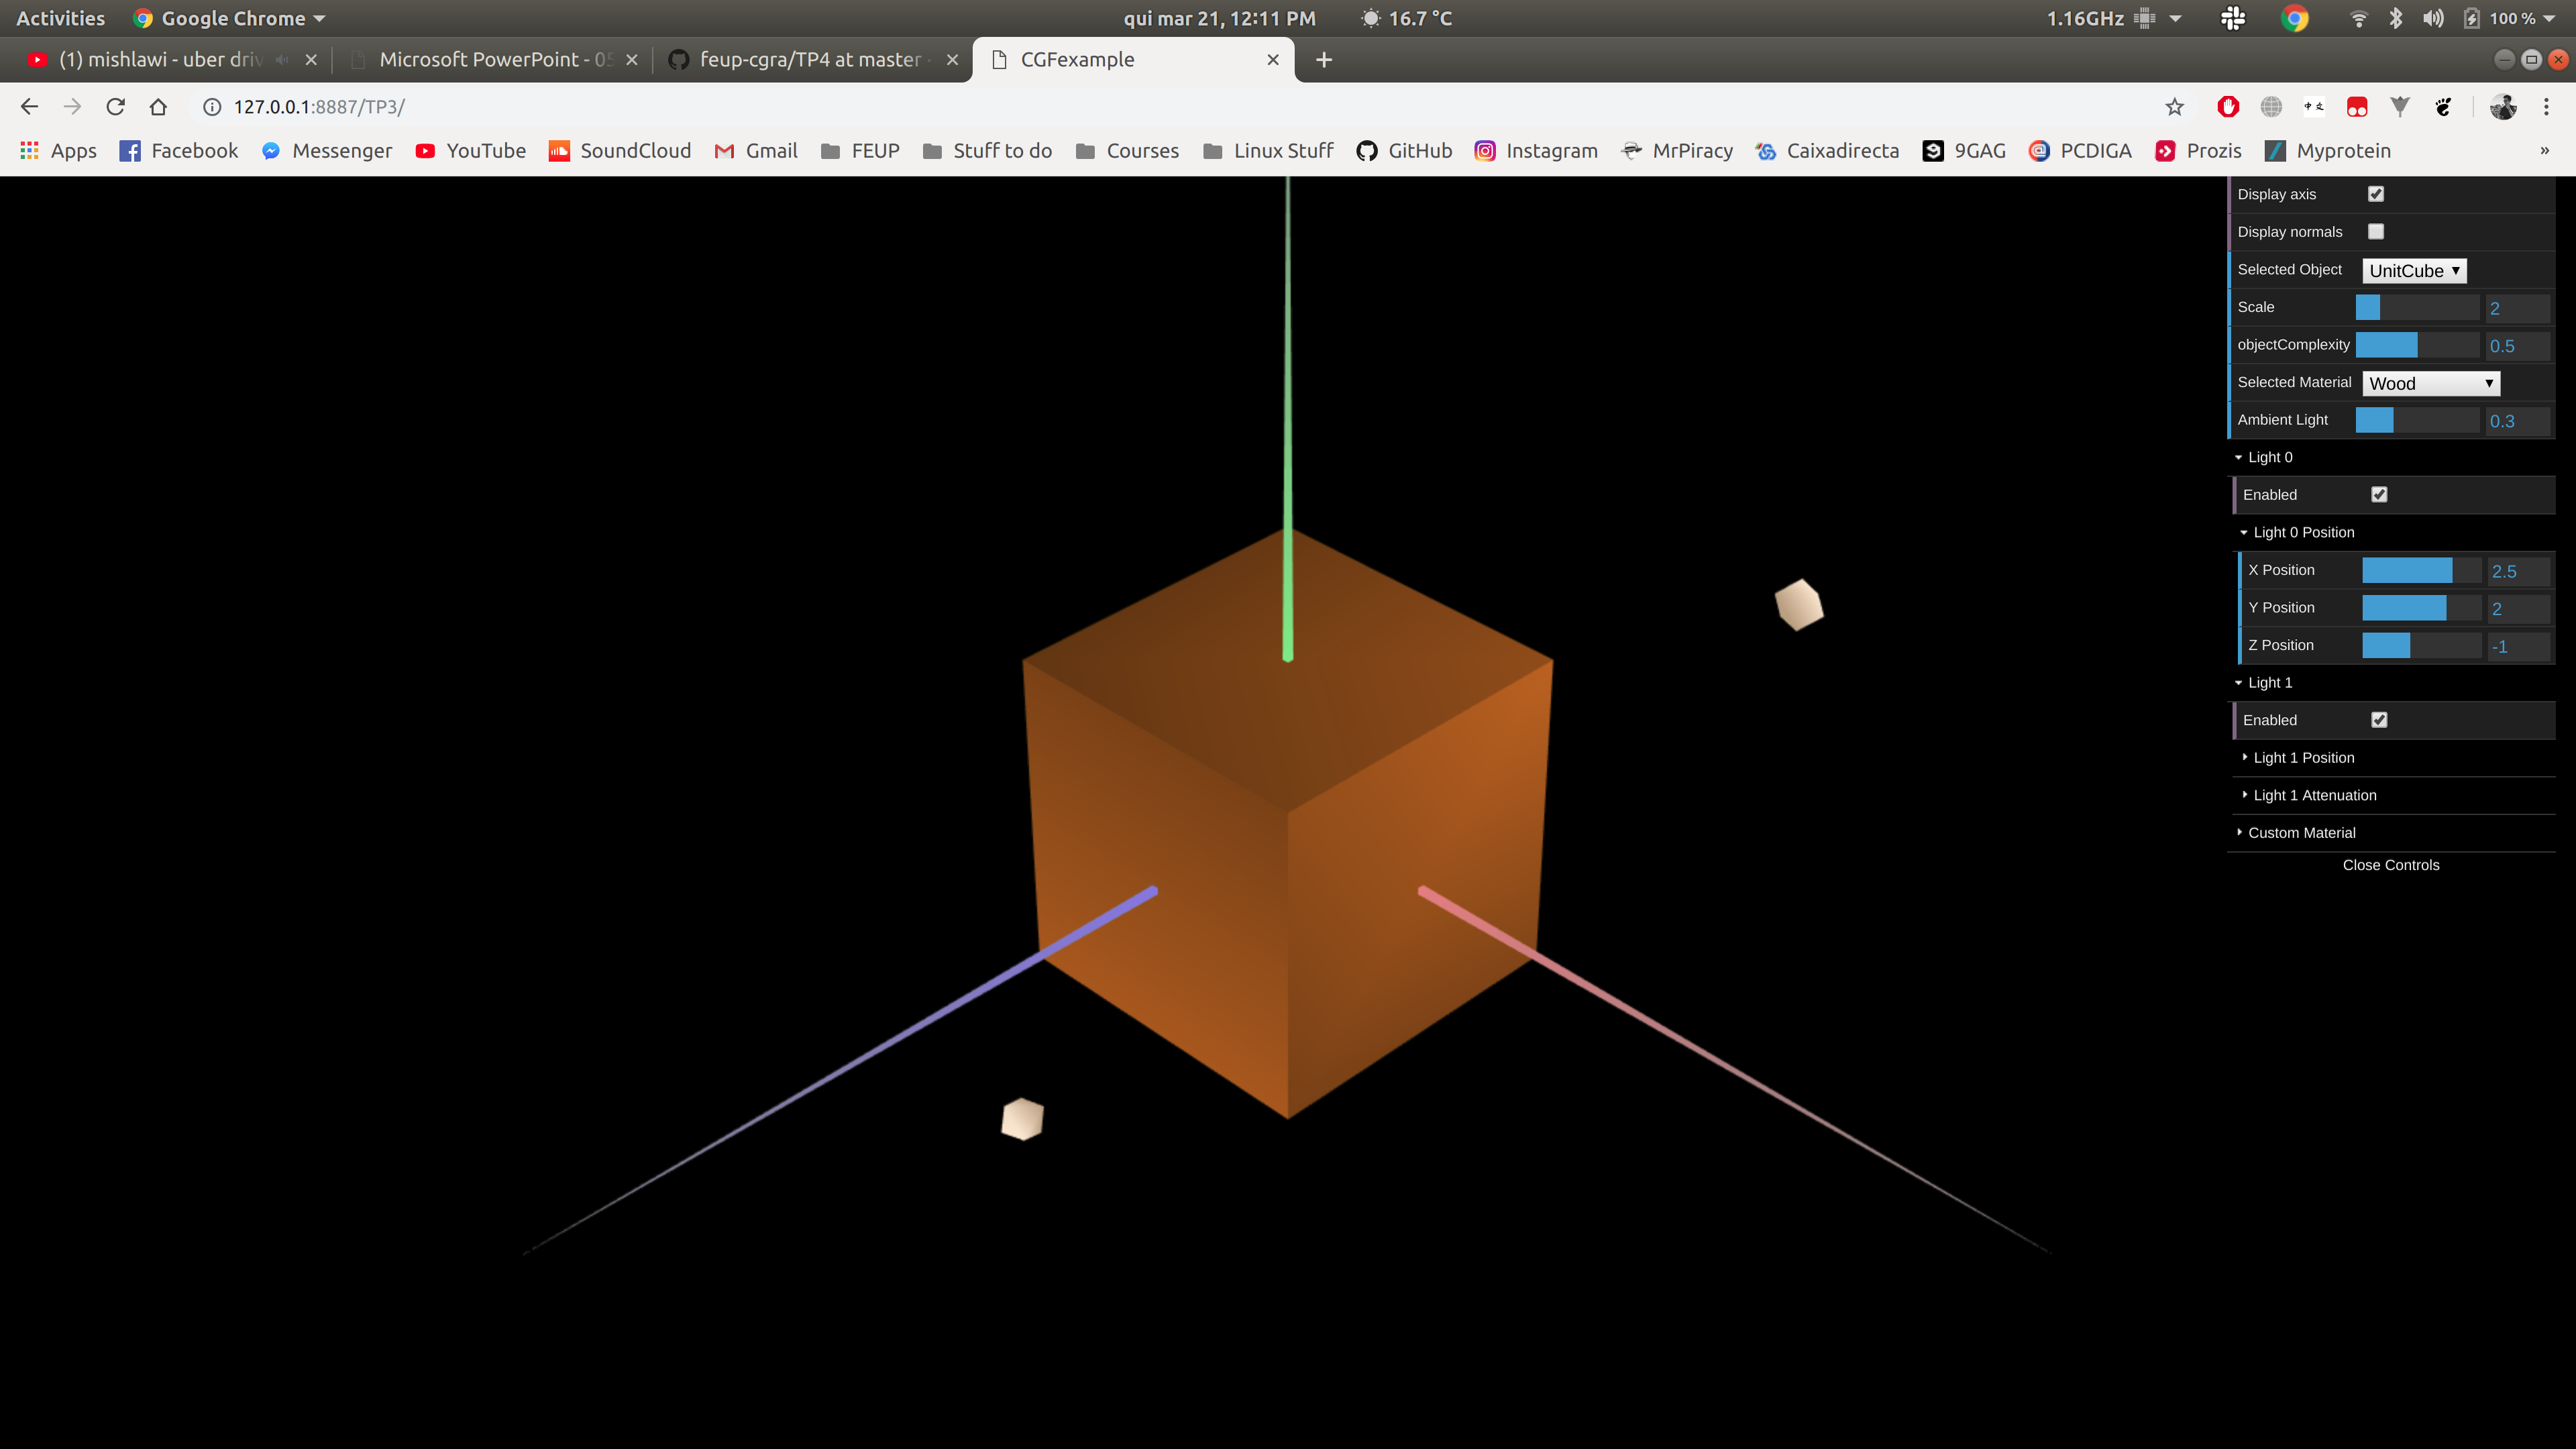 Activities Google Chrome qui mar 21, 12:11 PM 16.7 °C 1.16GHz 100 %
(1) mishlawi - uber driv Microsoft PowerPoint - 05 feup-cgra/TP4 at master - CGFexample
127.0.0.1:8887/TP3/
Apps Facebook Messenger YouTube SoundCloud Gmail FEUP Stuff to do Courses Linux Stuff GitHub Instagram MrPiracy Caixadirecta 9GAG PCDIGA Prozis Myprotein »
Display axis
Display normals
Selected Object UnitCube
Scale 2
objectComplexity 0.5
Selected Material Wood
Ambient Light 0.3
Light 0
Enabled
Light 0 Position
X Position 2.5
Y Position 2
Z Position -1
Light 1
Enabled
Light 1 Position
Light 1 Attenuation
Custom Material
Close Controls